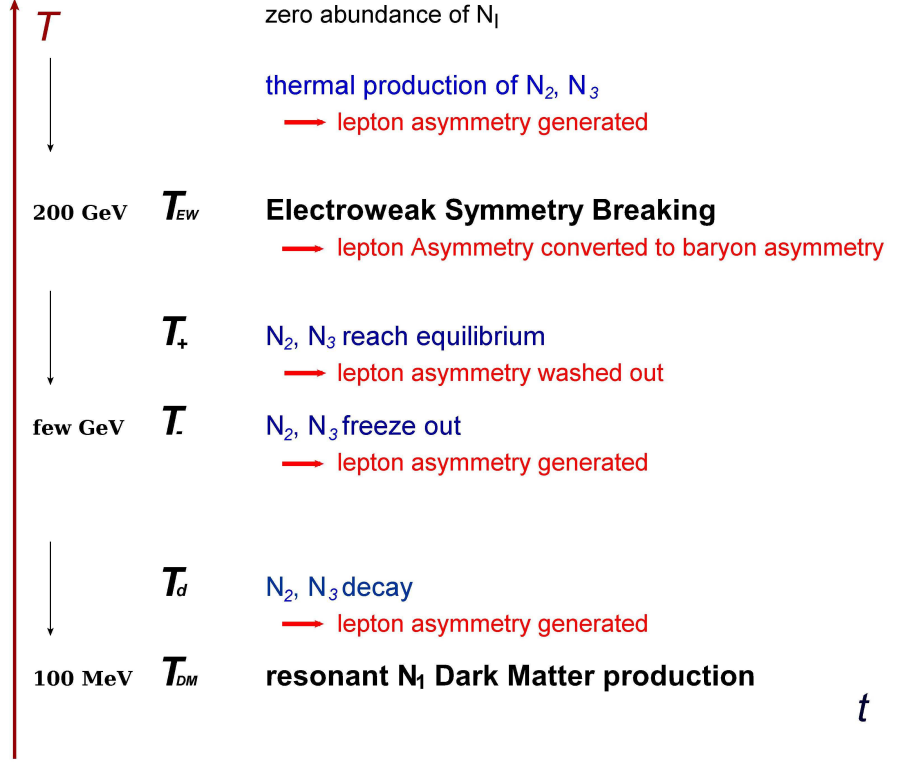 T zero abundance of N_I
thermal production of N_2, N_3
lepton asymmetry generated
200 GeV T_EW Electroweak Symmetry Breaking
lepton Asymmetry converted to baryon asymmetry
T_+ N_2, N_3 reach equilibrium
lepton asymmetry washed out
few GeV T_- N_2, N_3 freeze out
lepton asymmetry generated
T_d N_2, N_3 decay
lepton asymmetry generated
100 MeV T_DM resonant N_1 Dark Matter production
t